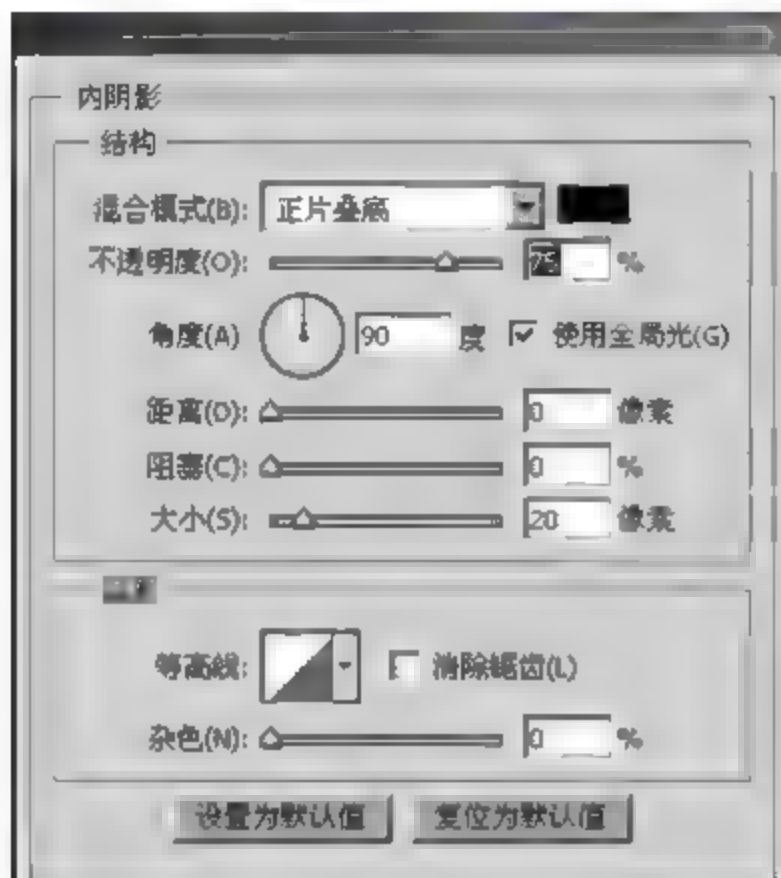 内阴影
结构
混合模式(B): 正片叠底
不透明度(O): 75 %
角度(A) 90 度 使用全局光(G)
距离(D): 0 像素
阻塞(C): 0 %
大小(S): 20 像素
等高线: 消除锯齿(L)
杂色(N): 0 %
设置为默认值 复位为默认值